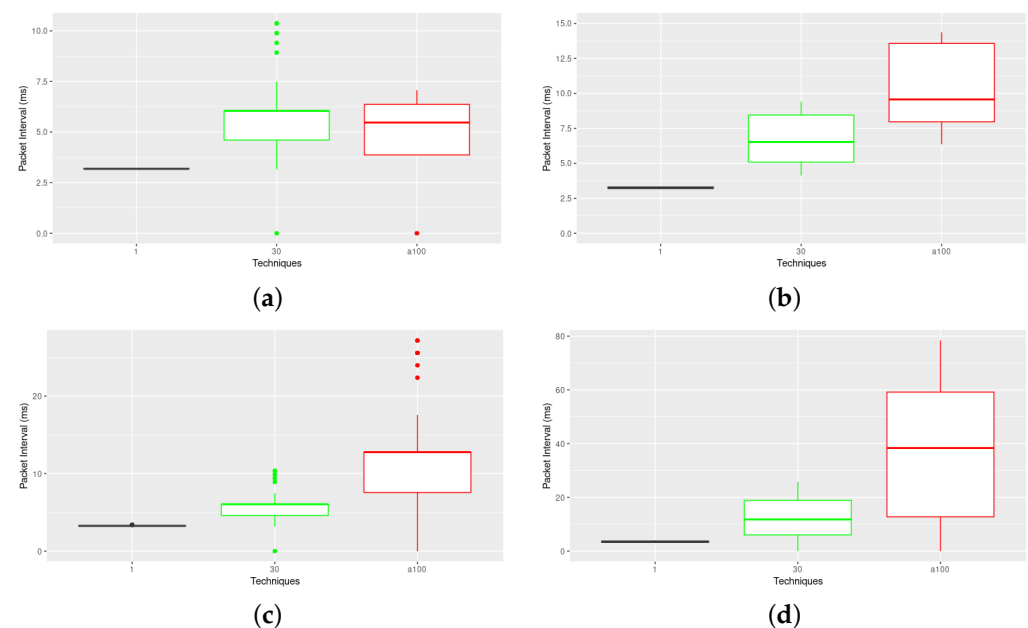 10.0
7.5
5.0
2.5
0.0
Packet Interval (ms)
1 30 a100
Techniques
(a)
15.0
12.5
10.0
7.5
5.0
2.5
0.0
Packet Interval (ms)
1 30 a100
Techniques
(b)
20
10
0
Packet Interval (ms)
1 30 a100
Techniques
(c)
80
60
40
20
0
Packet Interval (ms)
1 30 a100
Techniques
(d)